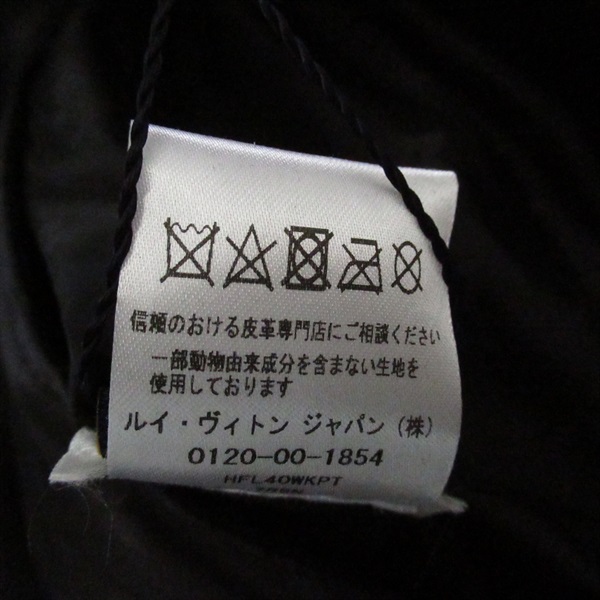 信頼のおける皮革専門店にご相談ください
一部動物由来成分を含まない生地を
使用しております
ルイ・ヴィトン ジャパン (株)
0120-00-1854
HFL40WKPT